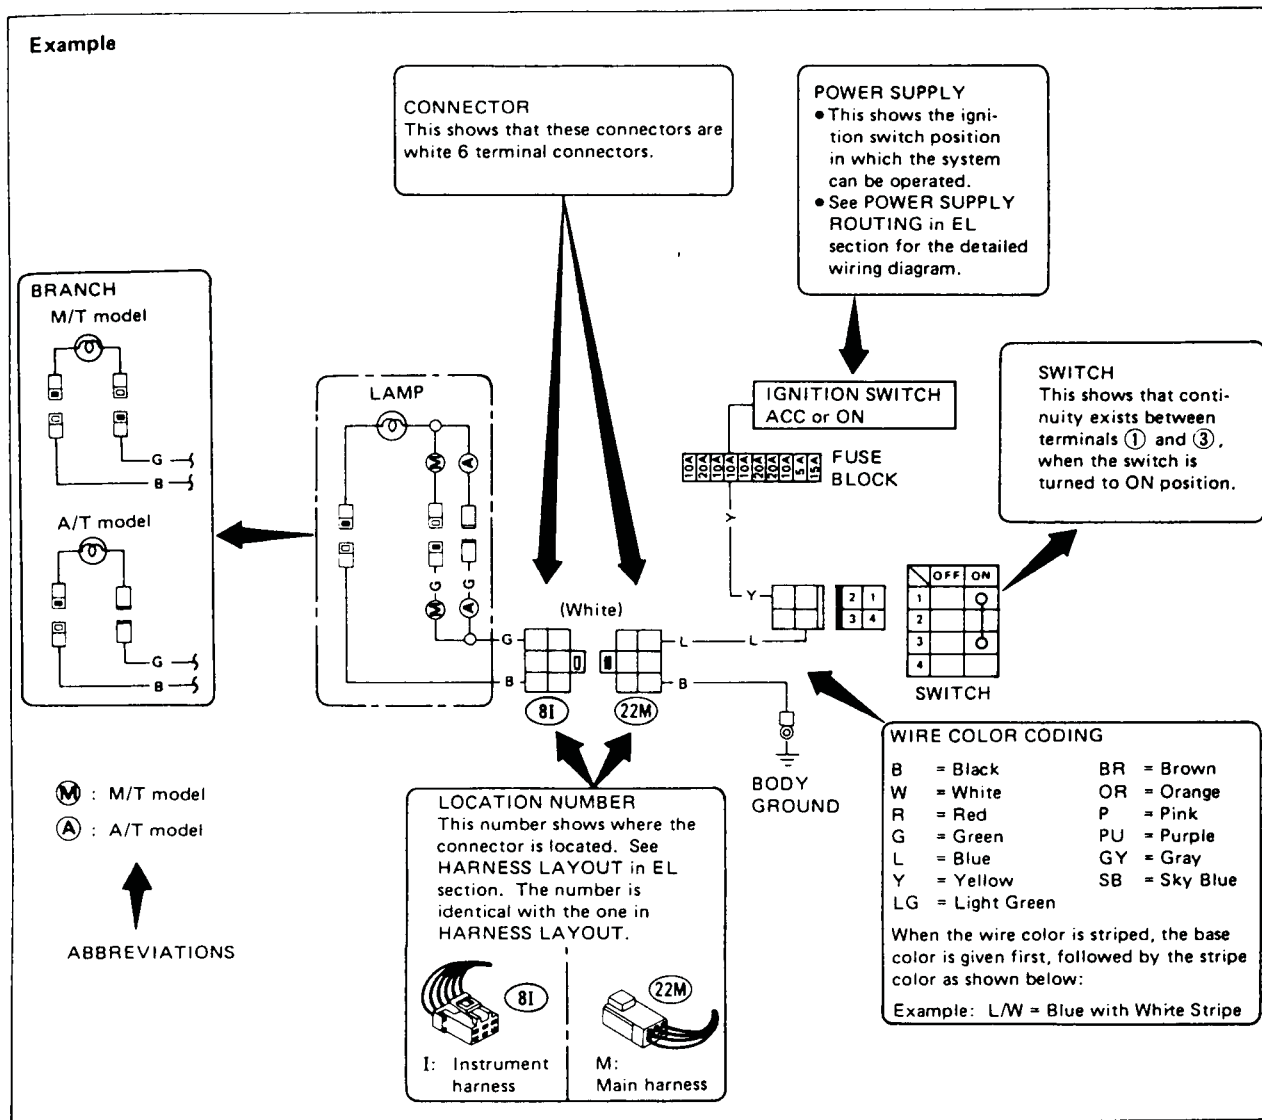 Example
CONNECTOR
This shows that these connectors are
white 6 terminal connectors.
POWER SUPPLY
● This shows the igni-
tion switch position
in which the system
can be operated.
● See POWER SUPPLY
ROUTING in EL
section for the detailed
wiring diagram.
BRANCH
M/T model
G
B
A/T model
G
B
LAMP
M
A
G
G
M
A
G
B
(White)
8I
22M
L
L
B
IGNITION SWITCH
ACC or ON
10A
20A
10A
10A
10A
20A
20A
10A
5A
15A
FUSE
BLOCK
Y
Y
2 1
3 4
OFF ON
1
2
3
4
SWITCH
SWITCH
This shows that conti-
nuity exists between
terminals ① and ③,
when the switch is
turned to ON position.
BODY
GROUND
M : M/T model
A : A/T model
ABBREVIATIONS
LOCATION NUMBER
This number shows where the
connector is located. See
HARNESS LAYOUT in EL
section. The number is
identical with the one in
HARNESS LAYOUT.
8I
22M
I: Instrument
harness
M:
Main harness
WIRE COLOR CODING
B = Black
W = White
R = Red
G = Green
L = Blue
Y = Yellow
LG = Light Green
BR = Brown
OR = Orange
P = Pink
PU = Purple
GY = Gray
SB = Sky Blue
When the wire color is striped, the base
color is given first, followed by the stripe
color as shown below:
Example: L/W = Blue with White Stripe